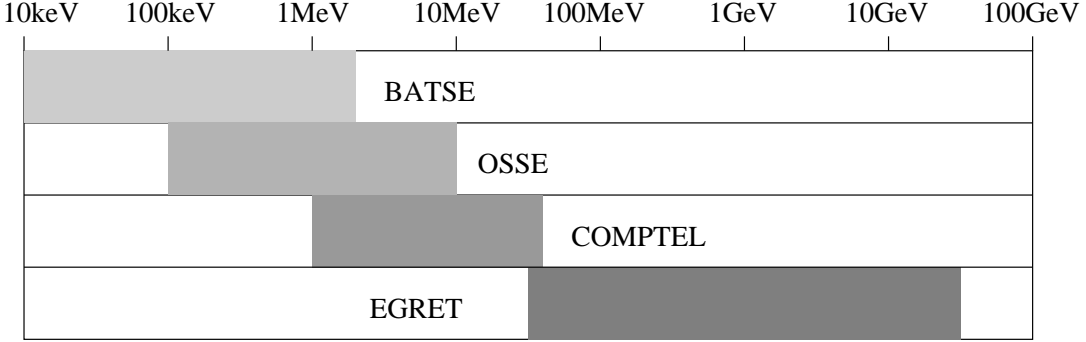 10keV 100keV 1MeV 10MeV 100MeV 1GeV 10GeV 100GeV
BATSE
OSSE
COMPTEL
EGRET